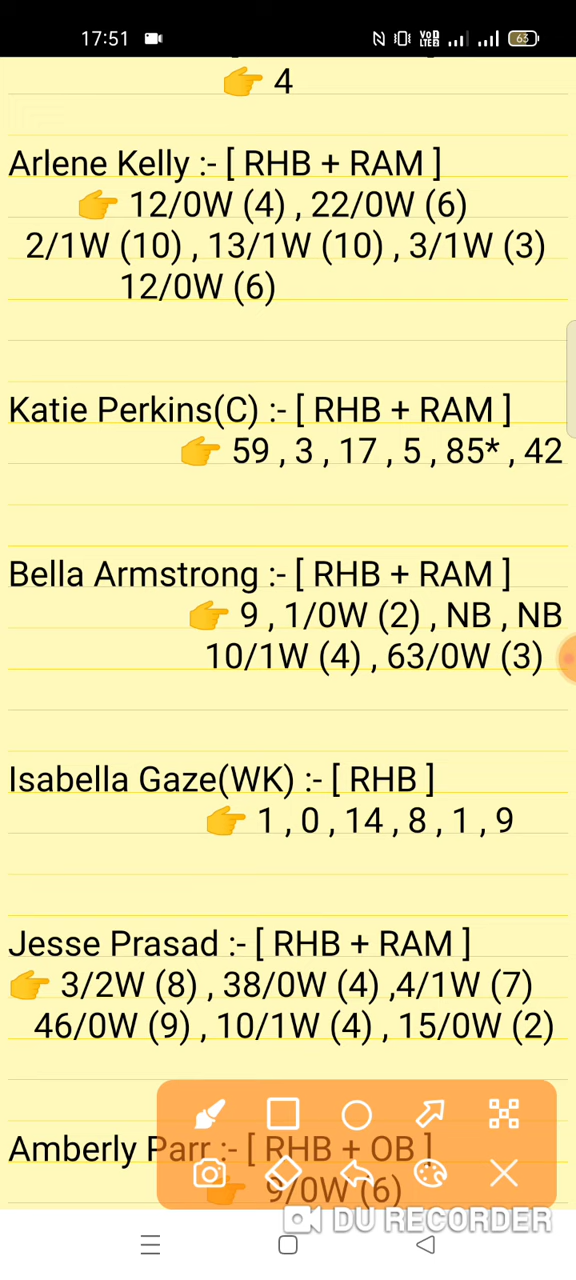 17:51 VoD LTE2 63
👉 4
Arlene Kelly :- [ RHB + RAM ]
👉 12/0W (4) , 22/0W (6)
2/1W (10) , 13/1W (10) , 3/1W (3)
12/0W (6)
Katie Perkins(C) :- [ RHB + RAM ]
👉 59 , 3 , 17 , 5 , 85* , 42
Bella Armstrong :- [ RHB + RAM ]
👉 9 , 1/0W (2) , NB , NB
10/1W (4) , 63/0W (3)
Isabella Gaze(WK) :- [ RHB ]
👉 1 , 0 , 14 , 8 , 1 , 9
Jesse Prasad :- [ RHB + RAM ]
👉 3/2W (8) , 38/0W (4) ,4/1W (7)
46/0W (9) , 10/1W (4) , 15/0W (2)
Amberly Parr :- [ RHB + OB ]
👉 9/0W (6)
DU RECORDER